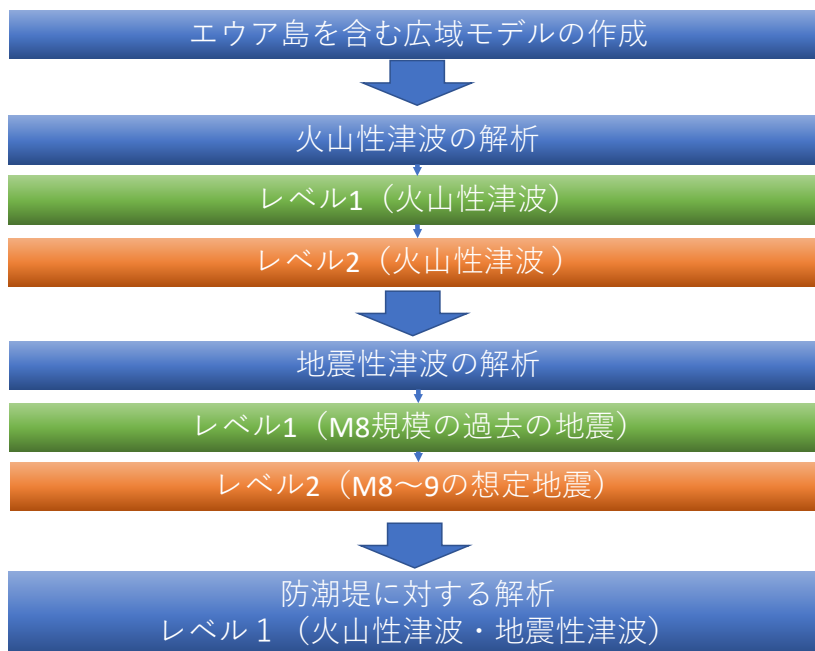 エウア島を含む広域モデルの作成
火山性津波の解析
レベル1（火山性津波）
レベル2（火山性津波）
地震性津波の解析
レベル1（M8規模の過去の地震）
レベル2（M8～9の想定地震）
防潮堤に対する解析
レベル１（火山性津波・地震性津波）